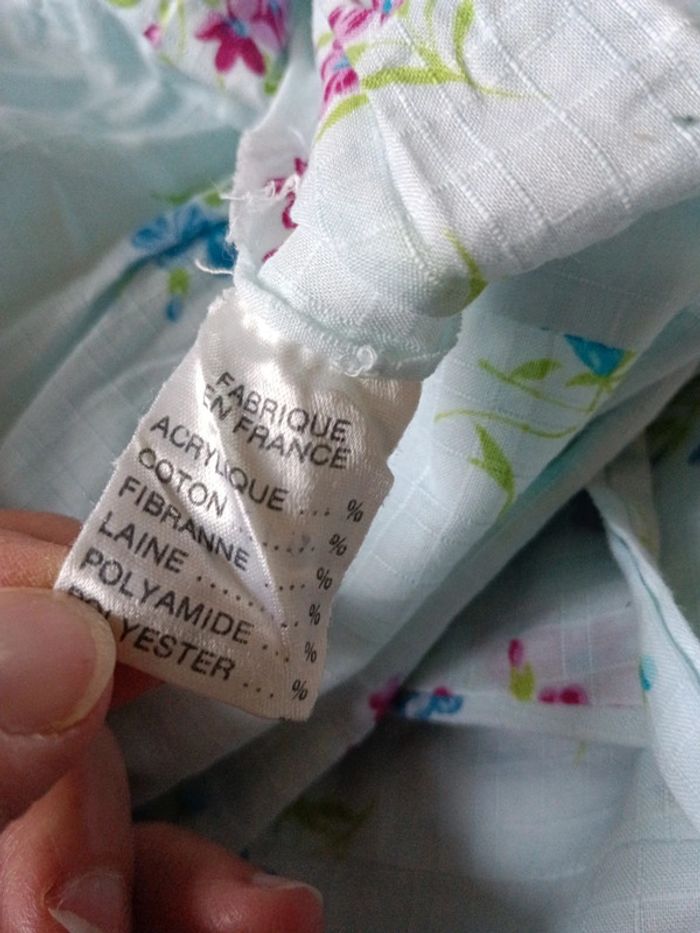 FABRIQUE
EN FRANCE
ACRYLIQUE ... %
COTON ....... %
FIBRANNE .... %
LAINE ......... %
POLYAMIDE ... %
POLYESTER .... %